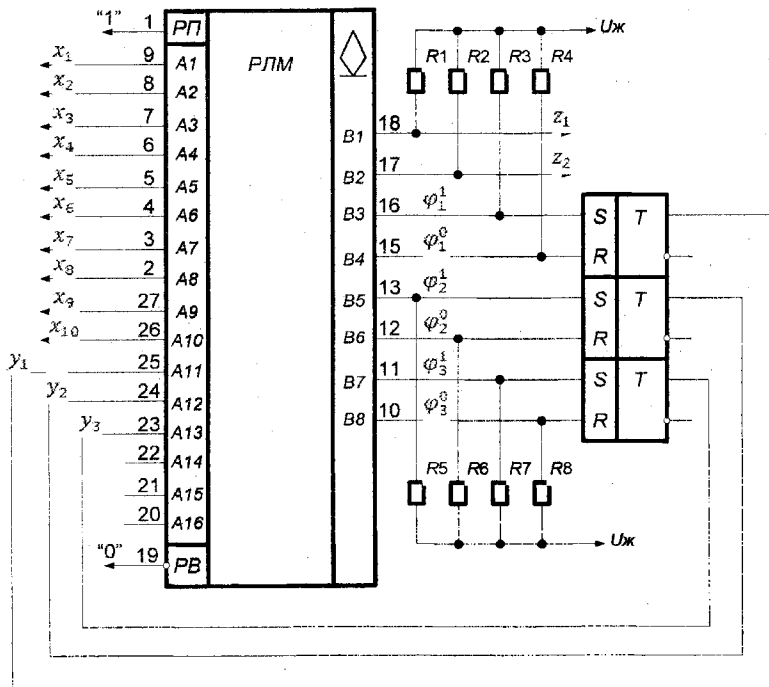 "1" 1 РП РЛМ Uж
x₁ 9 A1 R1 R2 R3 R4
x₂ 8 A2
x₃ 7 A3 B1 18 z₁
x₄ 6 A4
x₅ 5 A5 B2 17 z₂
x₆ 4 A6 B3 16 φ₁¹ S T
x₇ 3 A7 B4 15 φ₁⁰ R
x₈ 2 A8
x₉ 27 A9 B5 13 φ₂¹ S T
x₁₀ 26 A10 B6 12 φ₂⁰ R
y₁ 25 A11 B7 11 φ₃¹ S T
y₂ 24 A12
y₃ 23 A13 B8 10 φ₃⁰ R
22 A14 R5 R6 R7 R8
21 A15
20 A16
"0" 19 РВ Uж